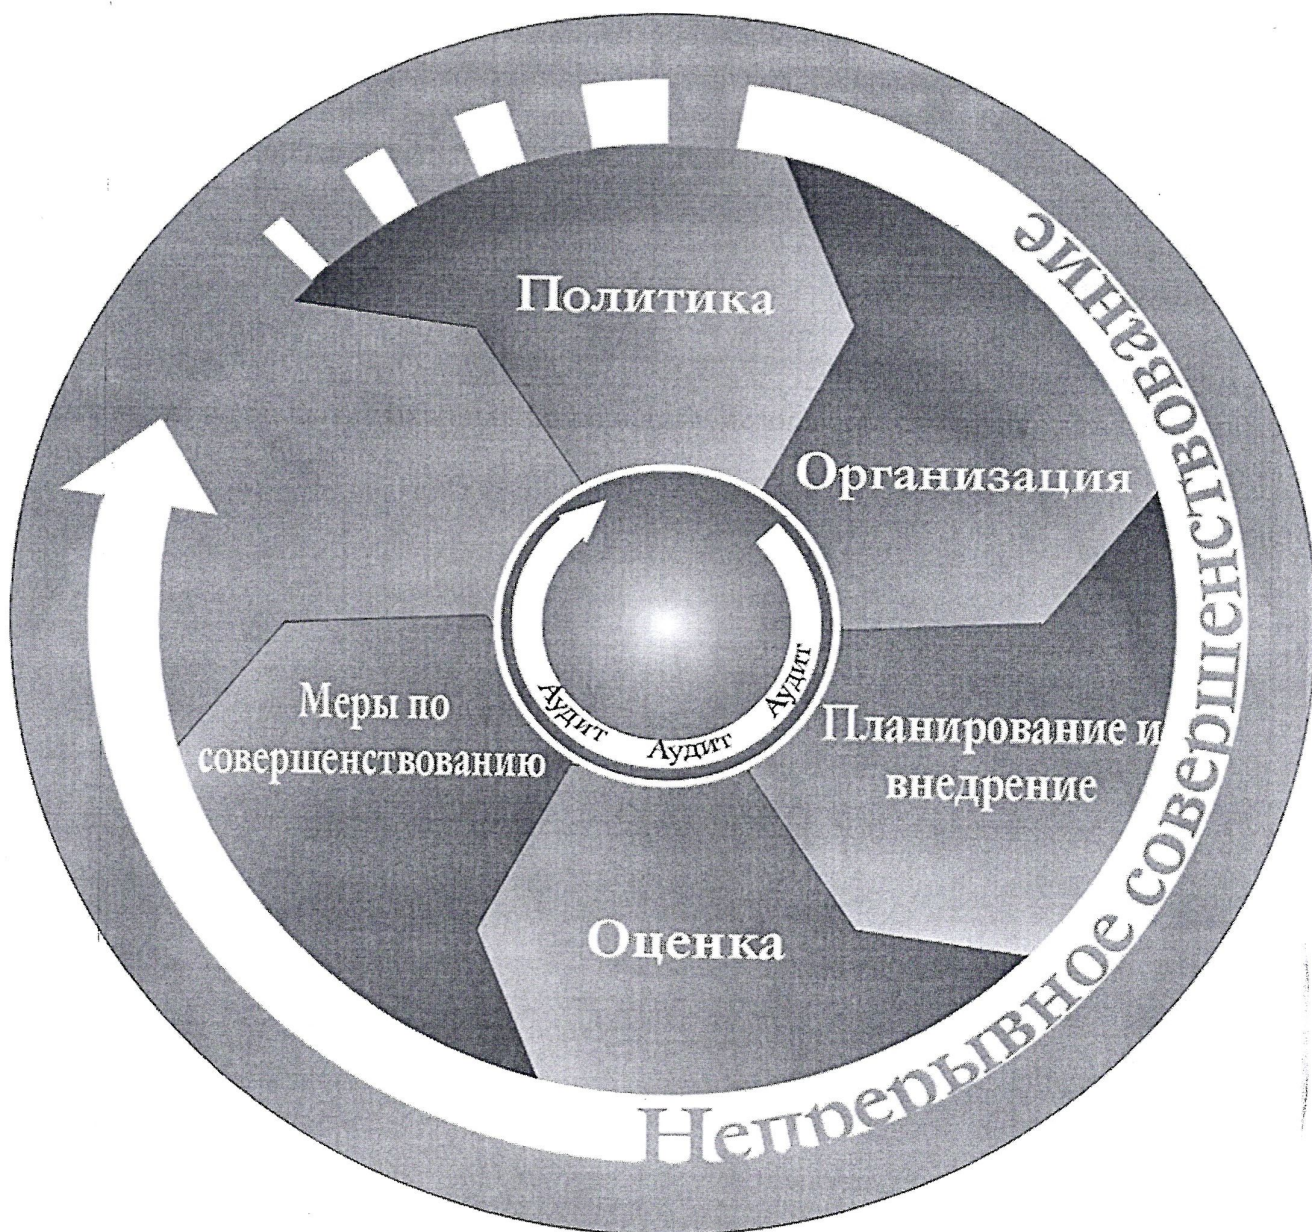 Политика
Организация
Планирование и
внедрение
Оценка
Меры по
совершенствованию
Аудит
Аудит
Аудит
Непрерывное совершенствование